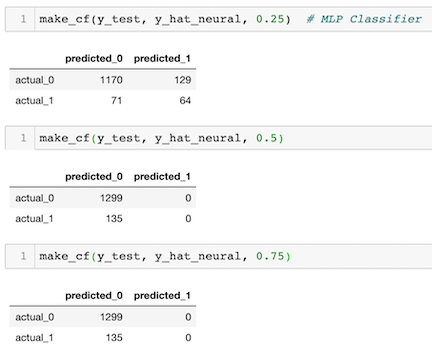 1 make_cf(y_test, y_hat_neural, 0.25) # MLP Classifier
predicted_0 predicted_1
actual_0 1170 129
actual_1 71 64
1 make_cf(y_test, y_hat_neural, 0.5)
predicted_0 predicted_1
actual_0 1299 0
actual_1 135 0
1 make_cf(y_test, y_hat_neural, 0.75)
predicted_0 predicted_1
actual_0 1299 0
actual_1 135 0